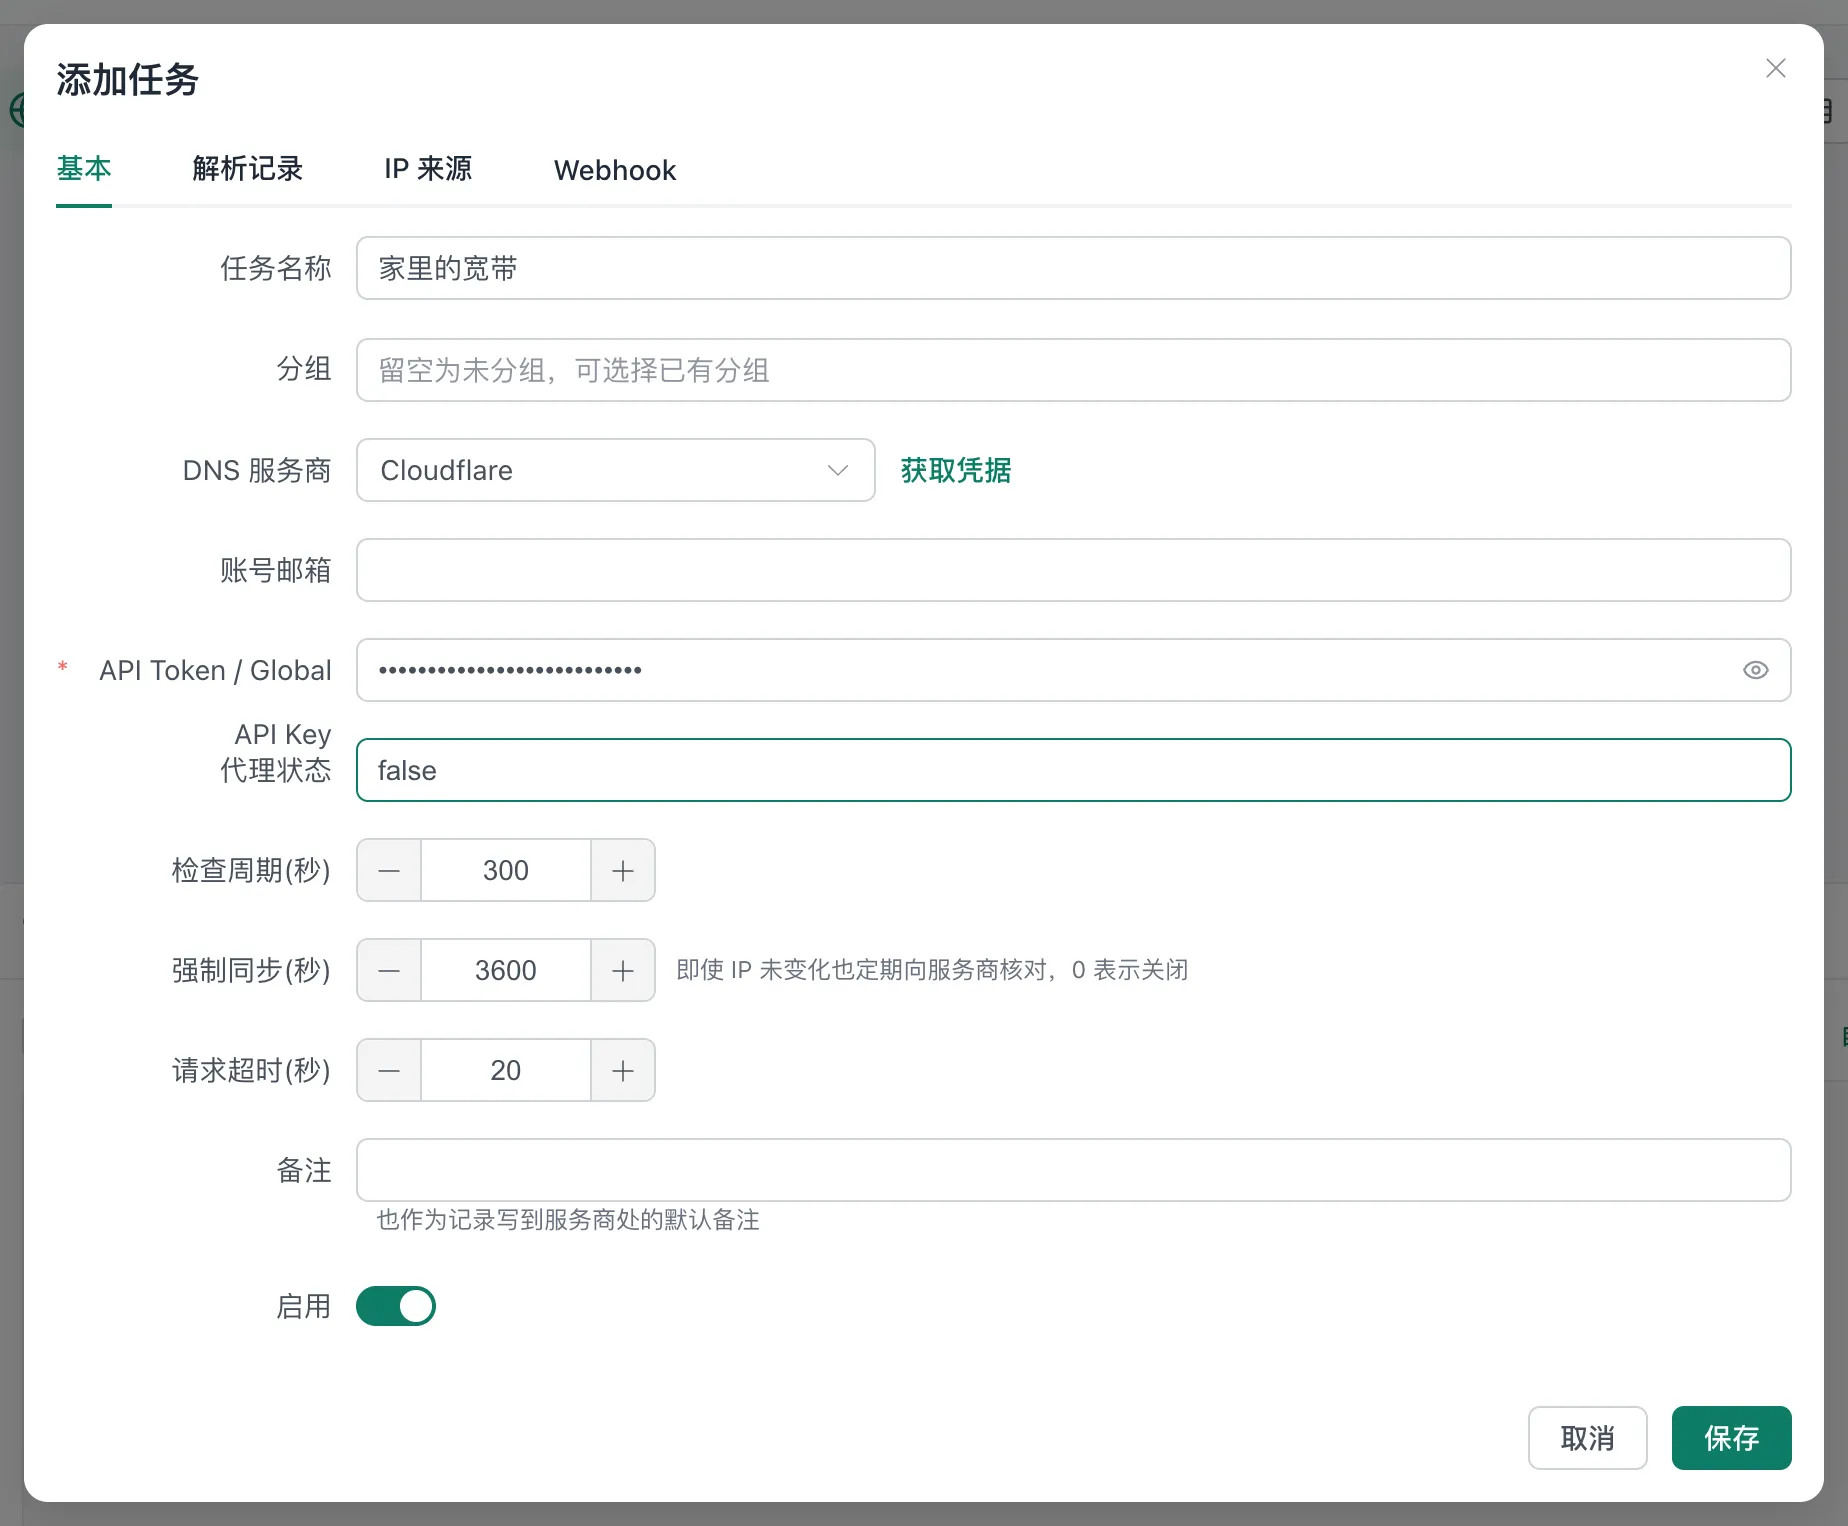 添加任务
基本
解析记录
IP 来源
Webhook
任务名称
家里的宽带
分组
留空为未分组，可选择已有分组
DNS 服务商
Cloudflare
获取凭据
账号邮箱
* API Token / Global
API Key
••••••••••••••••••••••••••••
代理状态
false
检查周期(秒)
300
强制同步(秒)
3600
即使 IP 未变化也定期向服务商核对，0 表示关闭
请求超时(秒)
20
备注
也作为记录写到服务商处的默认备注
启用
取消
保存